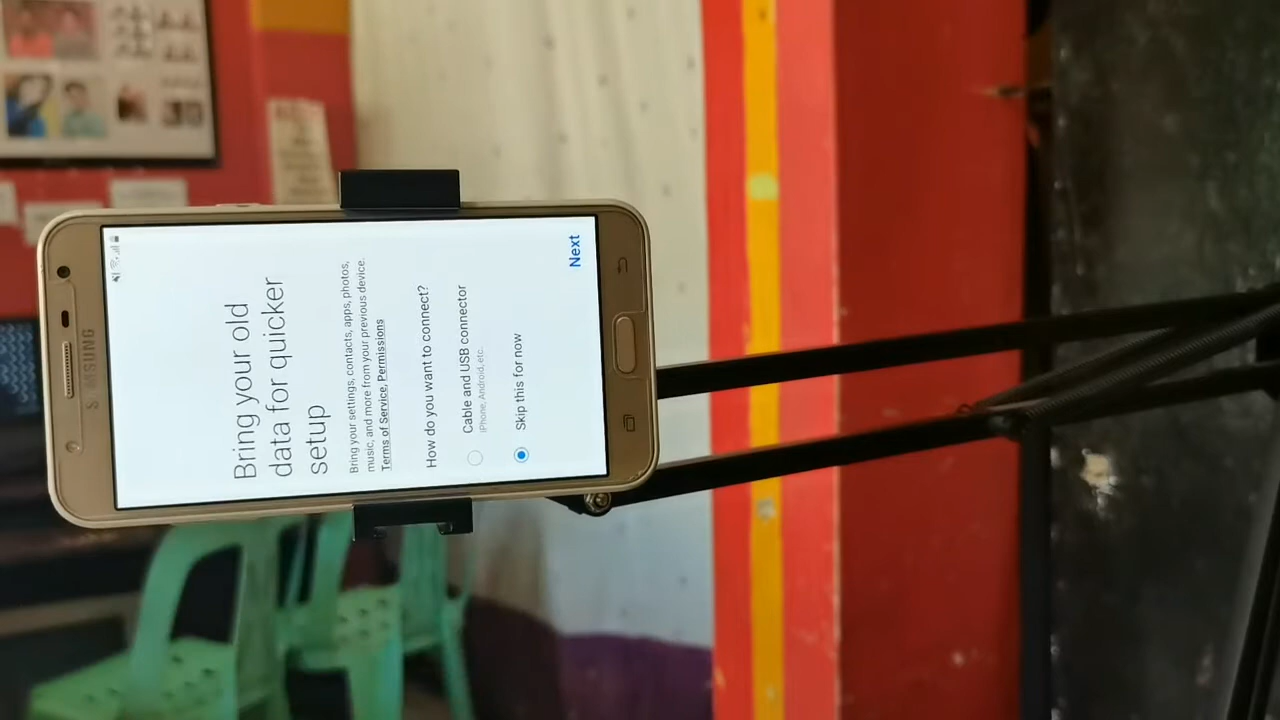 SAMSUNG
Bring your old
data for quicker
setup
Bring your settings, contacts, apps, photos,
music, and more from your previous device.
Terms of Service, Permissions
How do you want to connect?
Cable and USB connector
iPhone, Android, etc.
Skip this for now
Next